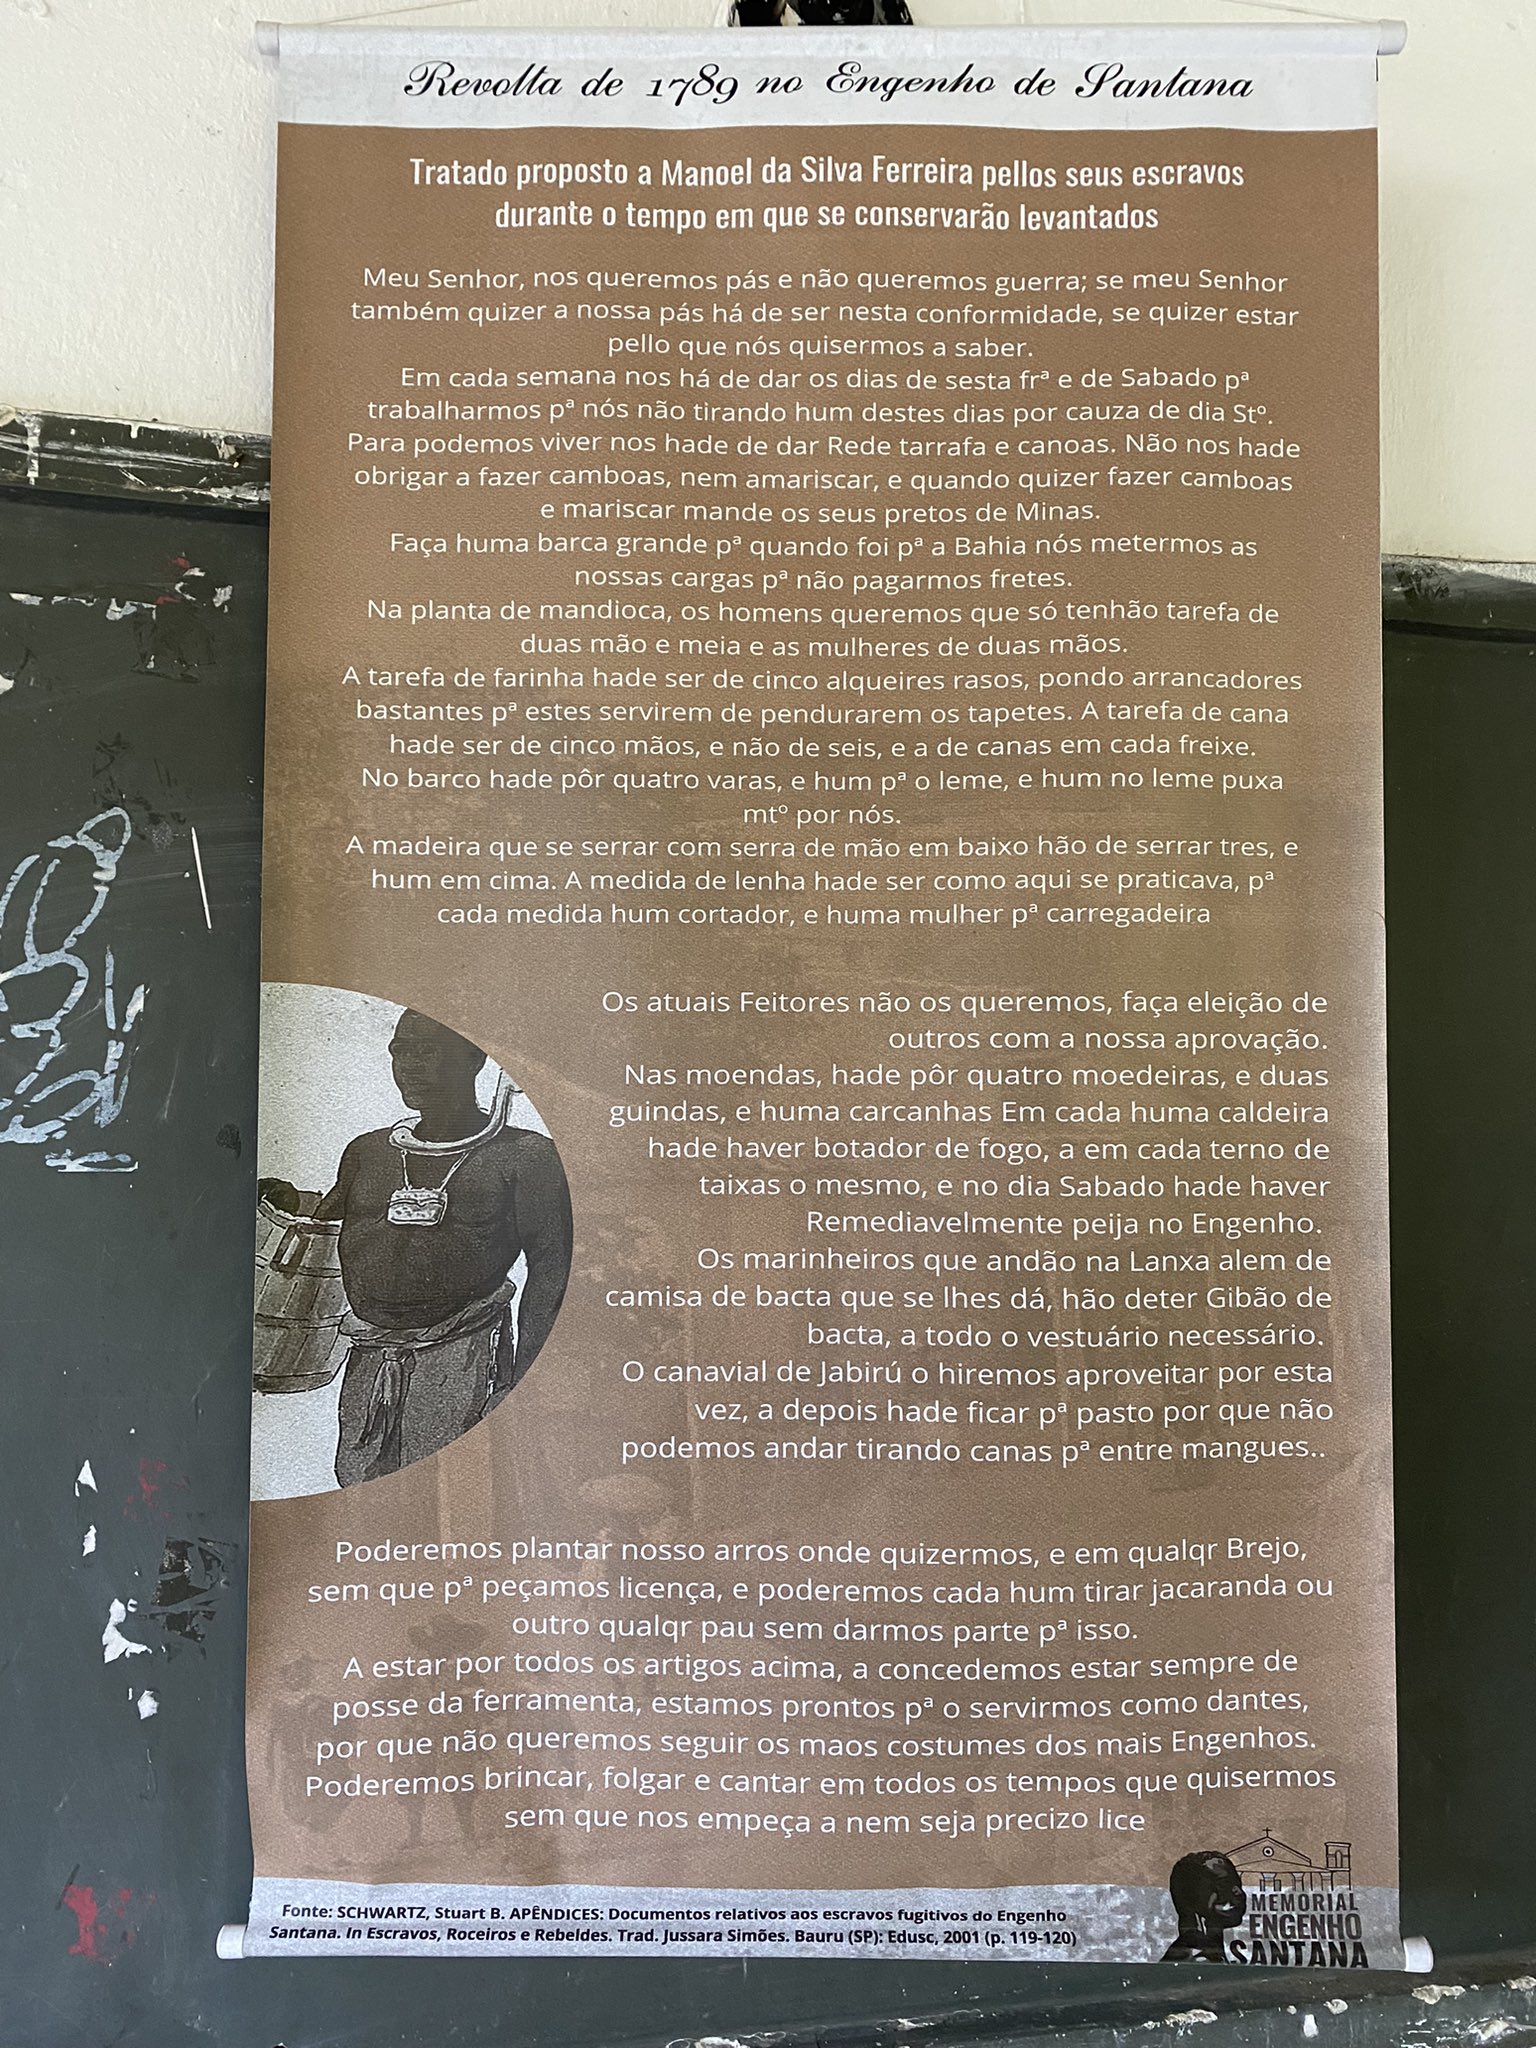 Revolta de 1789 no Engenho de Santana
Tratado proposto a Manoel da Silva Ferreira pellos seus escravos
durante o tempo em que se conservarão levantados
Meu Senhor, nos queremos pás e não queremos guerra; se meu Senhor
também quizer a nossa pás há de ser nesta conformidade, se quizer estar
pello que nós quisermos a saber.
Em cada semana nos há de dar os dias de sesta frª e de Sabado pª
trabalharmos pª nós não tirando hum destes dias por cauza de dia Stº.
Para podemos viver nos hade de dar Rede tarrafa e canoas. Não nos hade
obrigar a fazer camboas, nem amariscar, e quando quizer fazer camboas
e mariscar mande os seus pretos de Minas.
Faça huma barca grande pª quando foi pª a Bahia nós metermos as
nossas cargas pª não pagarmos fretes.
Na planta de mandioca, os homens queremos que só tenhão tarefa de
duas mão e meia e as mulheres de duas mãos.
A tarefa de farinha hade ser de cinco alqueires rasos, pondo arrancadores
bastantes pª estes servirem de pendurarem os tapetes. A tarefa de cana
hade ser de cinco mãos, e não de seis, e a de canas em cada freixe.
No barco hade pôr quatro varas, e hum pª o leme, e hum no leme puxa
mtº por nós.
A madeira que se serrar com serra de mão em baixo hão de serrar tres, e
hum em cima. A medida de lenha hade ser como aqui se praticava, pª
cada medida hum cortador, e huma mulher pª carregadeira
Os atuais Feitores não os queremos, faça eleição de
outros com a nossa aprovação.
Nas moendas, hade pôr quatro moedeiras, e duas
guindas, e huma carcanhas Em cada huma caldeira
hade haver botador de fogo, a em cada terno de
taixas o mesmo, e no dia Sabado hade haver
Remediavelmente peija no Engenho.
Os marinheiros que andão na Lanxa alem de
camisa de bacta que se lhes dá, hão deter Gibão de
bacta, a todo o vestuário necessário.
O canavial de Jabirú o hiremos aproveitar por esta
vez, a depois hade ficar pª pasto por que não
podemos andar tirando canas pª entre mangues..
Poderemos plantar nosso arros onde quizermos, e em qualqr Brejo,
sem que pª peçamos licença, e poderemos cada hum tirar jacaranda ou
outro qualqr pau sem darmos parte pª isso.
A estar por todos os artigos acima, a concedemos estar sempre de
posse da ferramenta, estamos prontos pª o servirmos como dantes,
por que não queremos seguir os maos costumes dos mais Engenhos.
Poderemos brincar, folgar e cantar em todos os tempos que quisermos
sem que nos empeça a nem seja precizo lice
Fonte: SCHWARTZ, Stuart B. APÊNDICES: Documentos relativos aos escravos fugitivos do Engenho
Santana. In Escravos, Roceiros e Rebeldes. Trad. Jussara Simões. Bauru (SP): Edusc, 2001 (p. 119-120)
MEMORIAL
ENGENHO
SANTANA